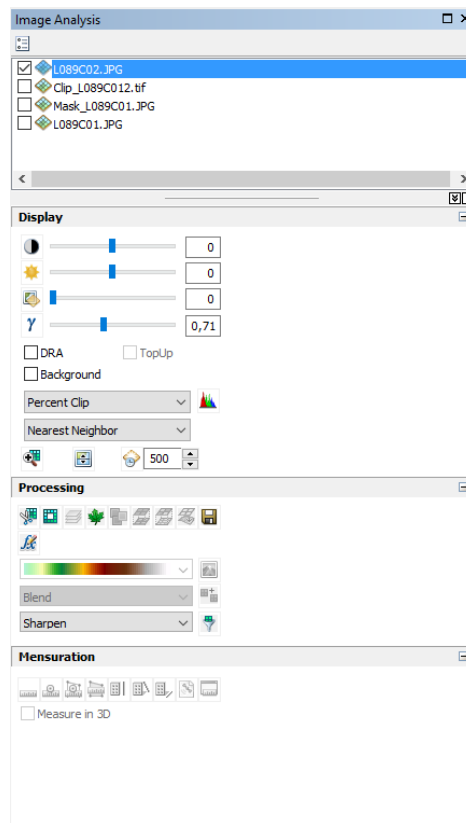 Image Analysis
L089C02.JPG
Clip_L089C012.tif
Mask_L089C01.JPG
L089C01.JPG
Display
0
0
0
γ 0,71
DRA TopUp
Background
Percent Clip
Nearest Neighbor
500
Processing
fx
Blend
Sharpen
Mensuration
Measure in 3D